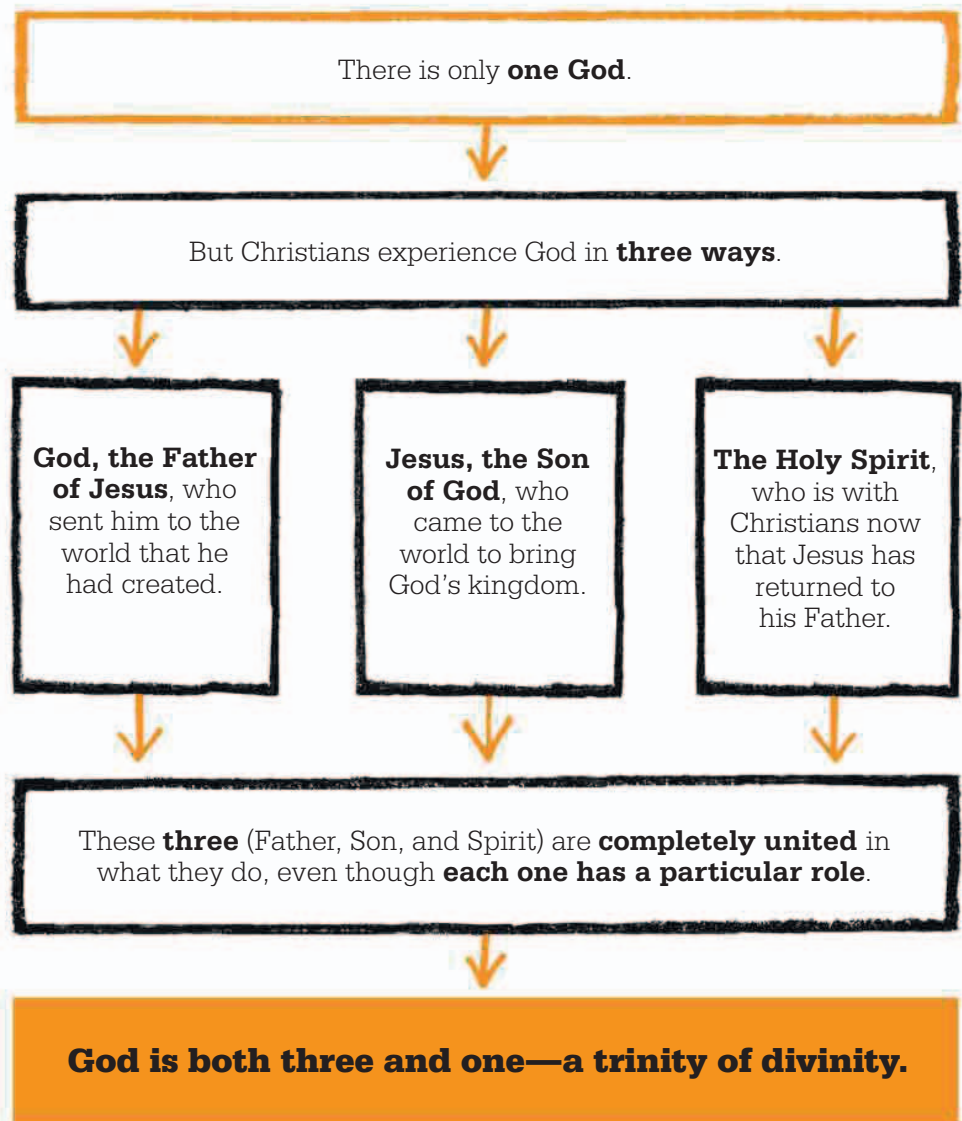 There is only one God.
But Christians experience God in three ways.
God, the Father
of Jesus, who
sent him to the
world that he
had created.
Jesus, the Son
of God, who
came to the
world to bring
God's kingdom.
The Holy Spirit,
who is with
Christians now
that Jesus has
returned to
his Father.
These three (Father, Son, and Spirit) are completely united in
what they do, even though each one has a particular role.
God is both three and one—a trinity of divinity.